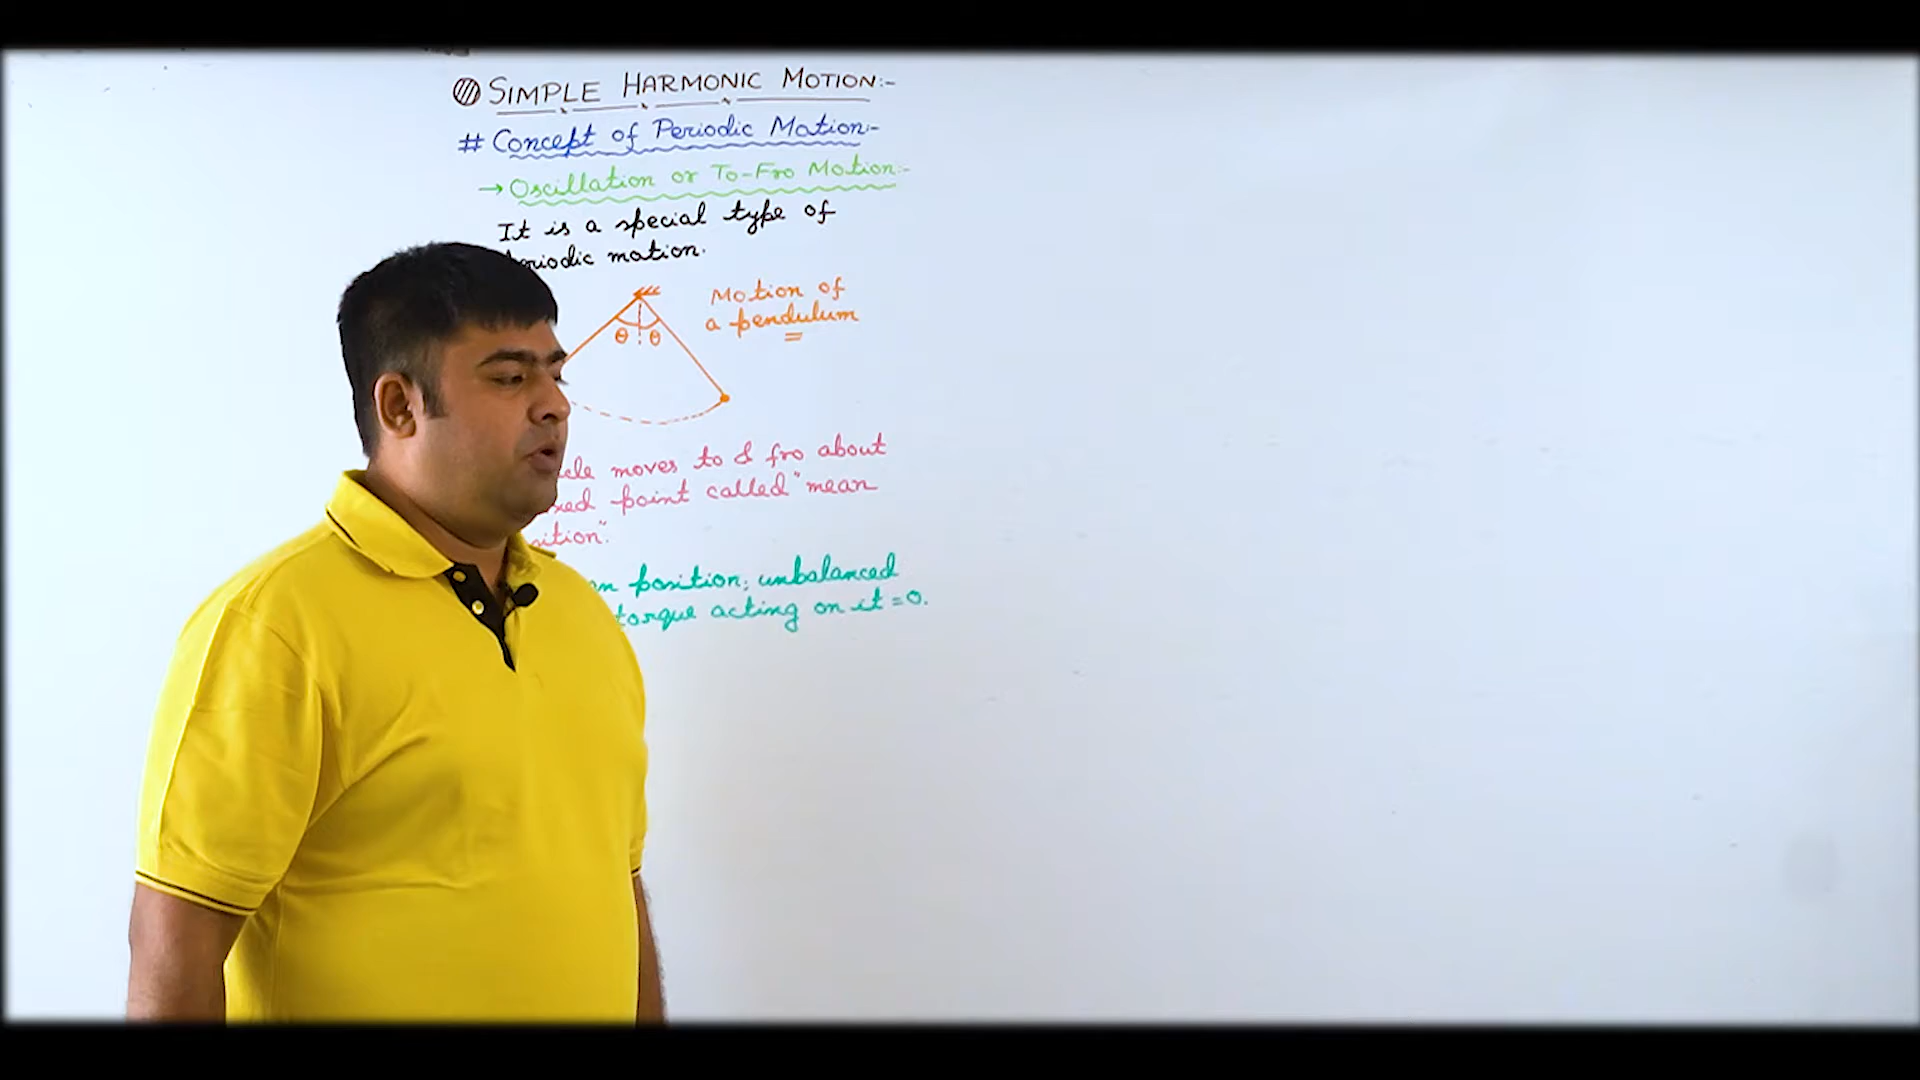 SIMPLE HARMONIC MOTION:-
# Concept of Periodic Motion:-
→ Oscillation or To-Fro Motion:-
It is a special type of
motion.
Motion of
a pendulum
θ θ
moves to & fro about
point called "mean
position; unbalanced
torque acting on it = 0.